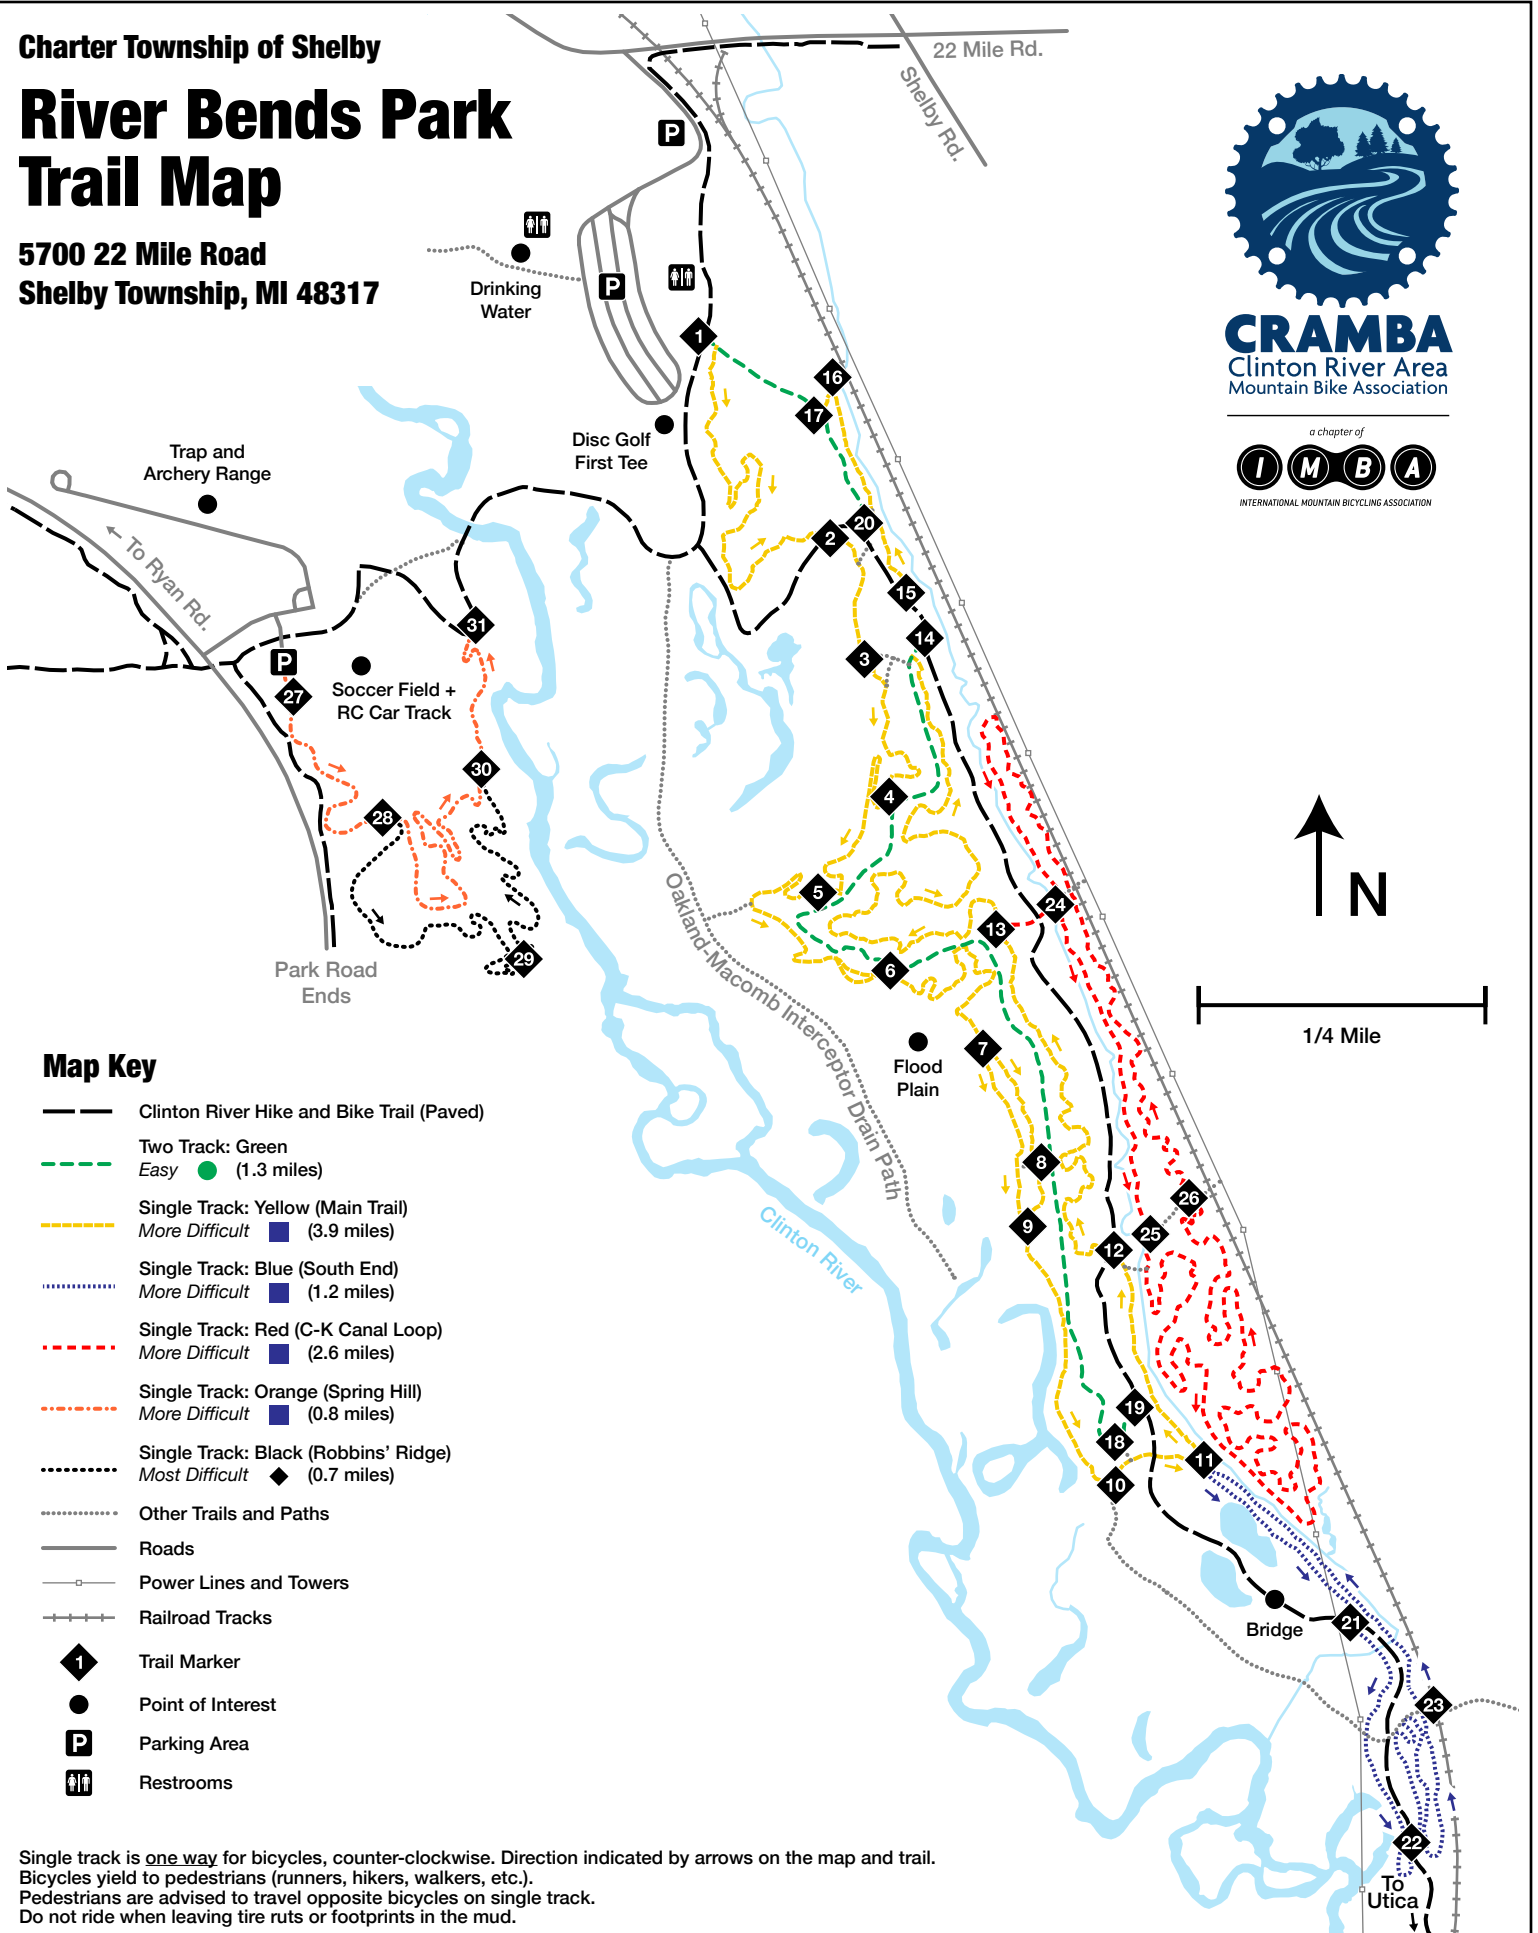 Charter Township of Shelby
River Bends Park
Trail Map
5700 22 Mile Road
Shelby Township, MI 48317
22 Mile Rd.
Shelby Rd.
P
Drinking
Water
P
1
16
17
CRAMBA
Clinton River Area
Mountain Bike Association
a chapter of
I M B A
INTERNATIONAL MOUNTAIN BICYCLING ASSOCIATION
Disc Golf
First Tee
Trap and
Archery Range
← To Ryan Rd.
20
2
15
14
31
3
P
27
Soccer Field +
RC Car Track
30
28
4
5
24
13
29
6
N
Park Road
Ends
Oakland-Macomb Interceptor Drain Path
1/4 Mile
7
Flood
Plain
8
26
9
25
12
Clinton River
19
18
11
10
Bridge
21
23
22
To
Utica
Map Key
Clinton River Hike and Bike Trail (Paved)
Two Track: Green
Easy (1.3 miles)
Single Track: Yellow (Main Trail)
More Difficult (3.9 miles)
Single Track: Blue (South End)
More Difficult (1.2 miles)
Single Track: Red (C-K Canal Loop)
More Difficult (2.6 miles)
Single Track: Orange (Spring Hill)
More Difficult (0.8 miles)
Single Track: Black (Robbins' Ridge)
Most Difficult (0.7 miles)
Other Trails and Paths
Roads
Power Lines and Towers
Railroad Tracks
1 Trail Marker
Point of Interest
P Parking Area
Restrooms
Single track is one way for bicycles, counter-clockwise. Direction indicated by arrows on the map and trail.
Bicycles yield to pedestrians (runners, hikers, walkers, etc.).
Pedestrians are advised to travel opposite bicycles on single track.
Do not ride when leaving tire ruts or footprints in the mud.